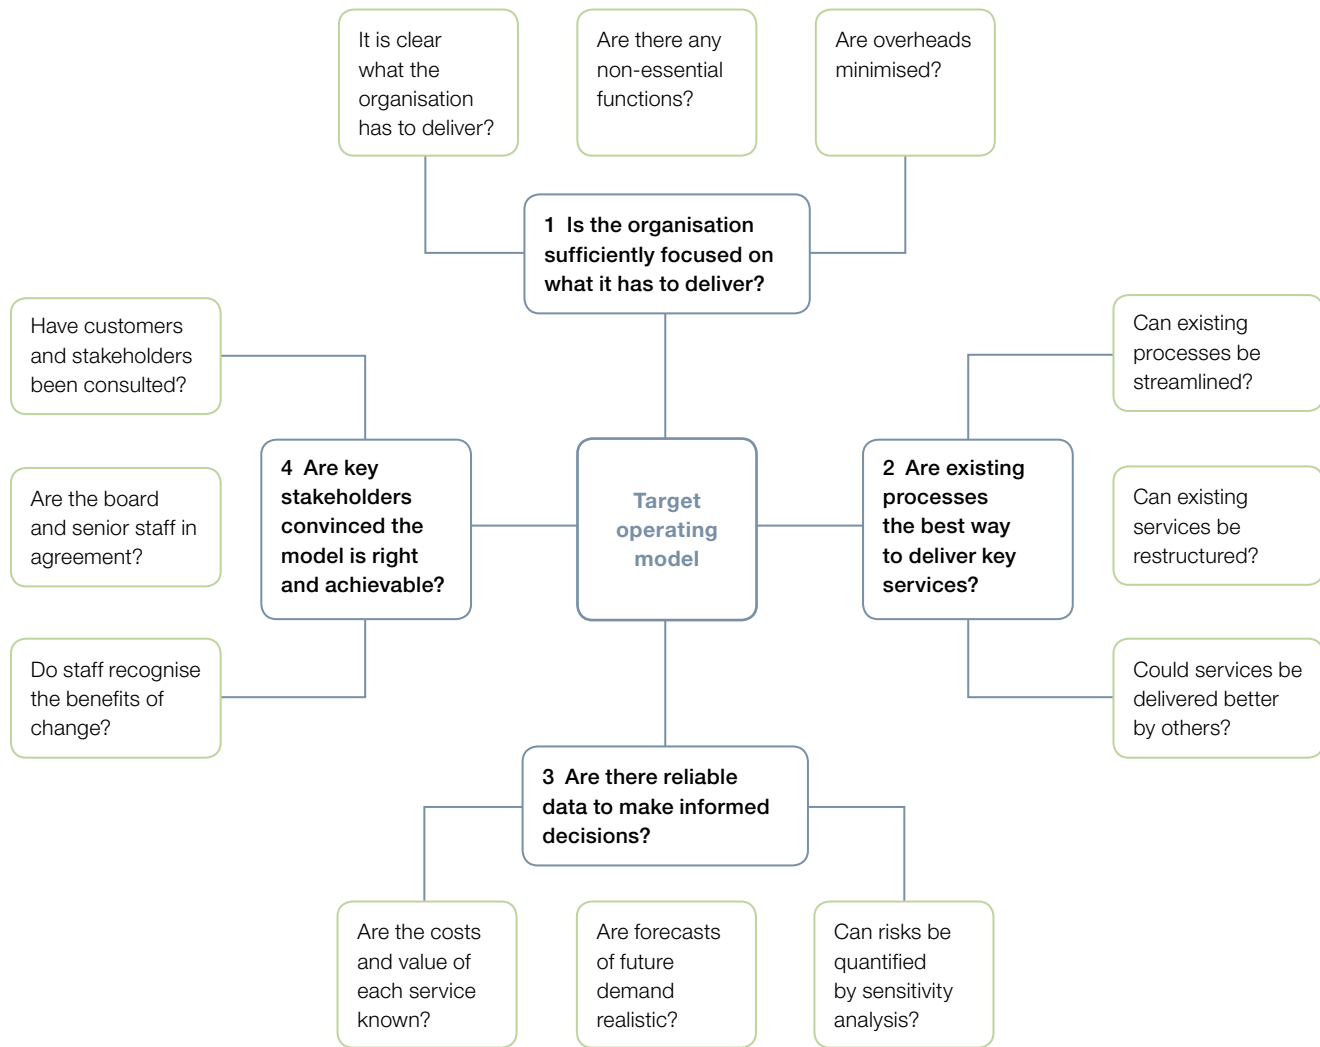 It is clear
what the
organisation
has to deliver?
Are there any
non-essential
functions?
Are overheads
minimised?
1 Is the organisation
sufficiently focused on
what it has to deliver?
Have customers
and stakeholders
been consulted?
Can existing
processes be
streamlined?
4 Are key
stakeholders
convinced the
model is right
and achievable?
Target
operating
model
2 Are existing
processes
the best way
to deliver key
services?
Are the board
and senior staff in
agreement?
Can existing
services be
restructured?
Do staff recognise
the benefits of
change?
Could services be
delivered better
by others?
3 Are there reliable
data to make informed
decisions?
Are the costs
and value of
each service
known?
Are forecasts
of future
demand
realistic?
Can risks be
quantified
by sensitivity
analysis?